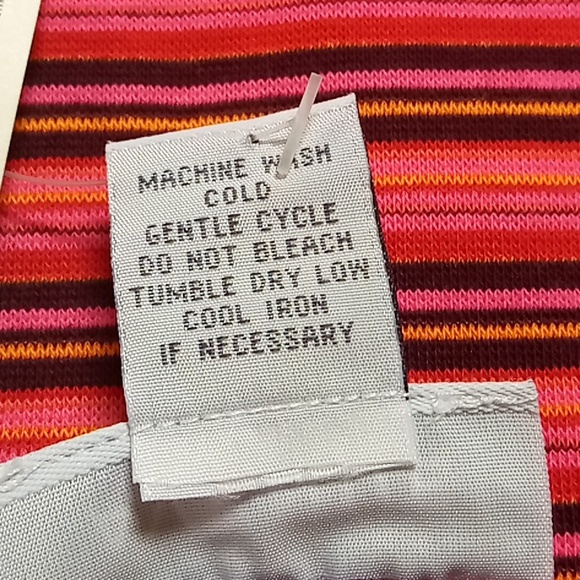 MACHINE WASH
COLD
GENTLE CYCLE
DO NOT BLEACH
TUMBLE DRY LOW
COOL IRON
IF NECESSARY